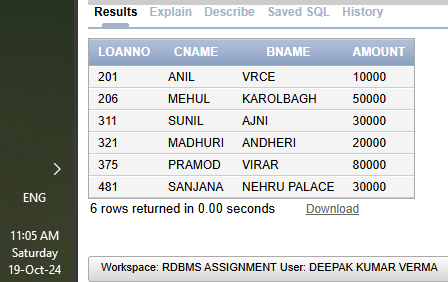 Results Explain Describe Saved SQL History
LOANNO CNAME BNAME AMOUNT
201 ANIL VRCE 10000
206 MEHUL KAROLBAGH 50000
311 SUNIL AJNI 30000
321 MADHURI ANDHERI 20000
375 PRAMOD VIRAR 80000
481 SANJANA NEHRU PALACE 30000
6 rows returned in 0.00 seconds Download
ENG
11:05 AM
Saturday
19-Oct-24
Workspace: RDBMS ASSIGNMENT User: DEEPAK KUMAR VERMA